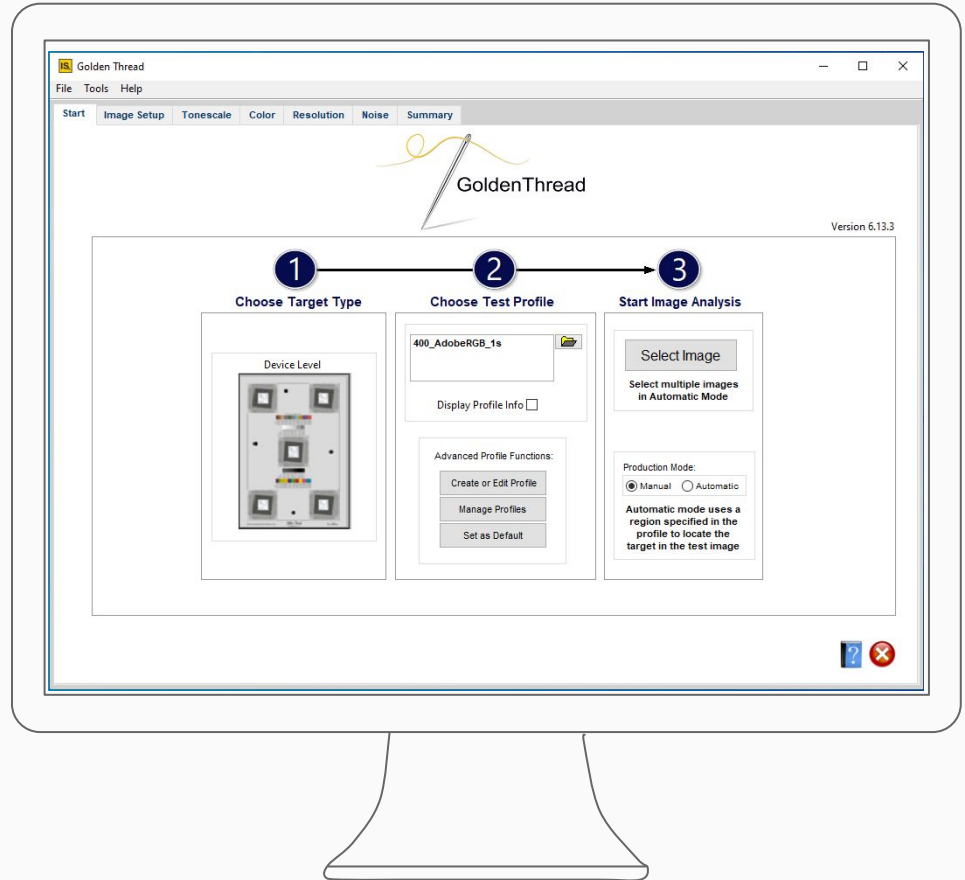 IS
Golden Thread
File Tools Help
Start Image Setup Tonescale Color Resolution Noise Summary
GoldenThread
Version 6.13.3
1 2 3
Choose Target Type
Choose Test Profile
Start Image Analysis
Device Level
400_AdobeRGB_1s
Display Profile Info
Advanced Profile Functions:
Create or Edit Profile
Manage Profiles
Set as Default
Select Image
Select multiple images
in Automatic Mode
Production Mode:
Manual Automatic
Automatic mode uses a
region specified in the
profile to locate the
target in the test image
?